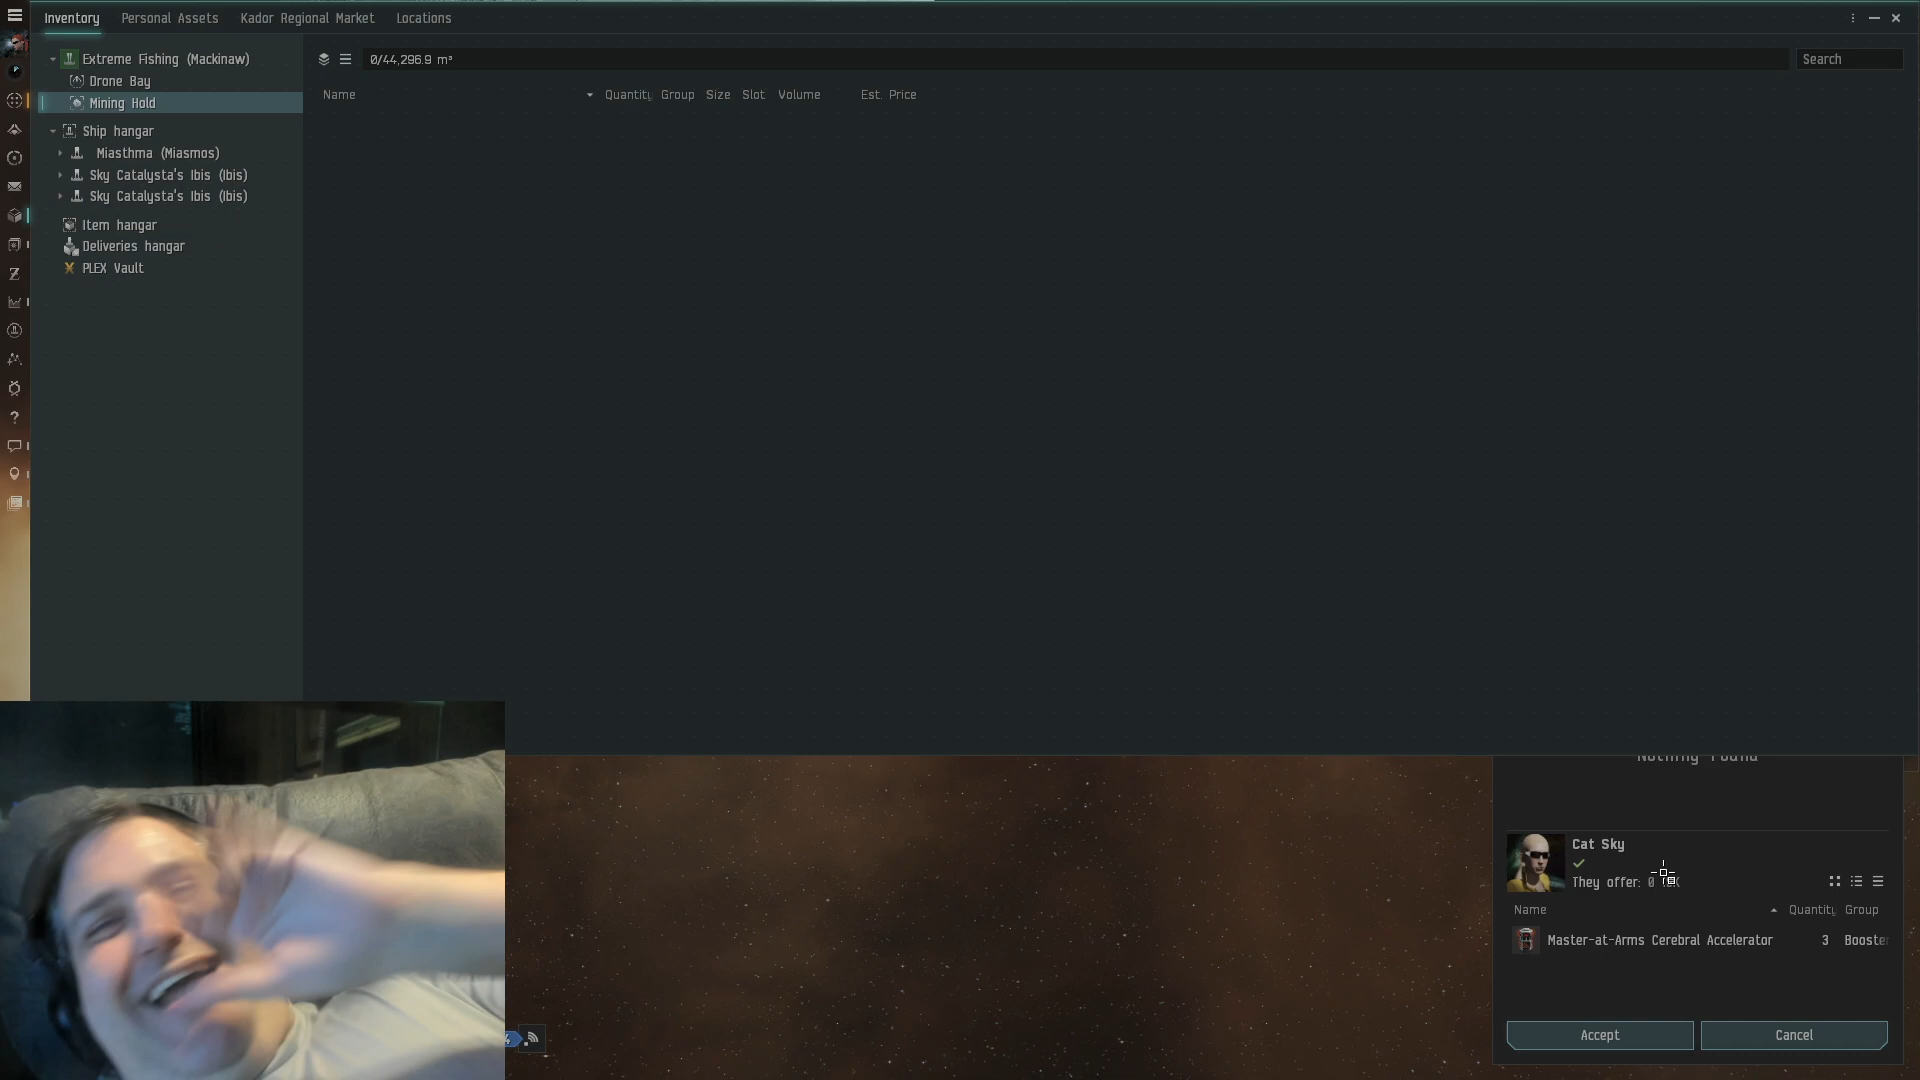 Inventory Personal Assets Kador Regional Market Locations
Extreme Fishing (Mackinaw)
Drone Bay
Mining Hold
Ship hangar
Miasthma (Miasmos)
Sky Catalysta's Ibis (Ibis)
Sky Catalysta's Ibis (Ibis)
Item hangar
Deliveries hangar
PLEX Vault
0/44,296.9 m³
Search
Name Quantity Group Size Slot Volume Est. Price
Nothing Found
Cat Sky
They offer: 0
Name Quantity Group
Master-at-Arms Cerebral Accelerator 3 Booster
Accept Cancel